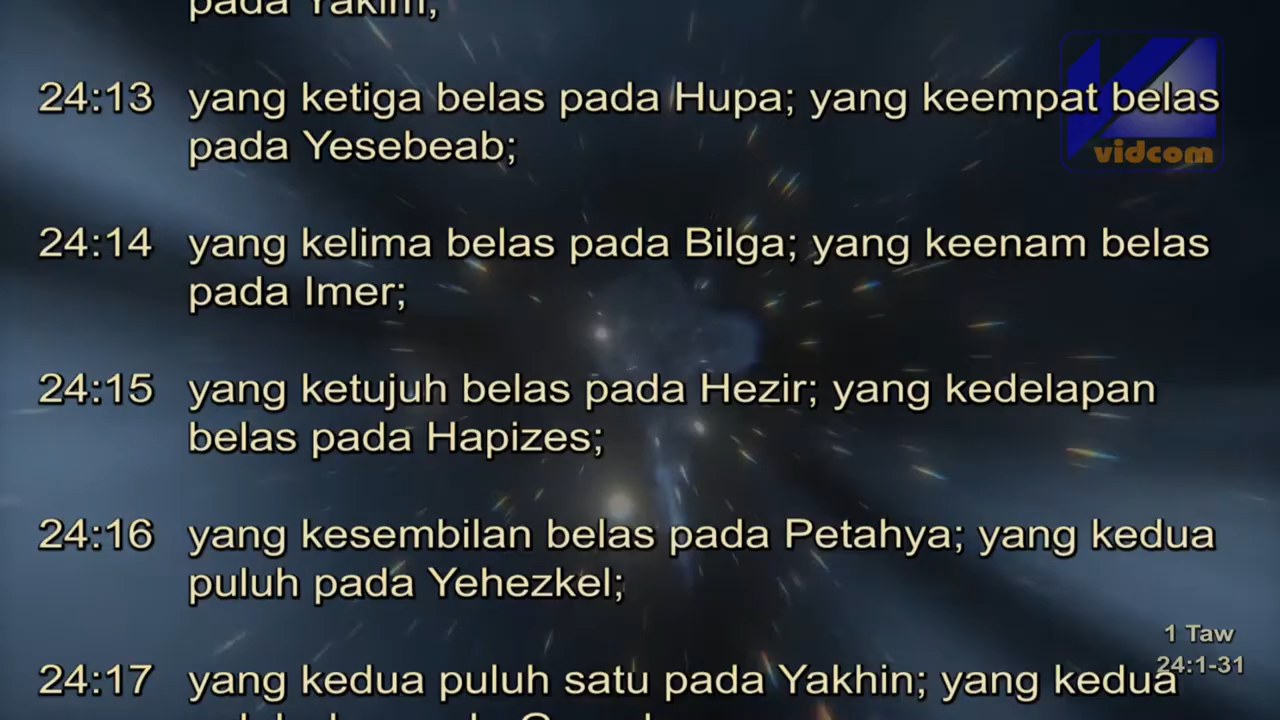 pada Yakim;
24:13 yang ketiga belas pada Hupa; yang keempat belas
pada Yesebeab;
vidcom
24:14 yang kelima belas pada Bilga; yang keenam belas
pada Imer;
24:15 yang ketujuh belas pada Hezir; yang kedelapan
belas pada Hapizes;
24:16 yang kesembilan belas pada Petahya; yang kedua
puluh pada Yehezkel;
1 Taw
24:1-31
24:17 yang kedua puluh satu pada Yakhin; yang kedua